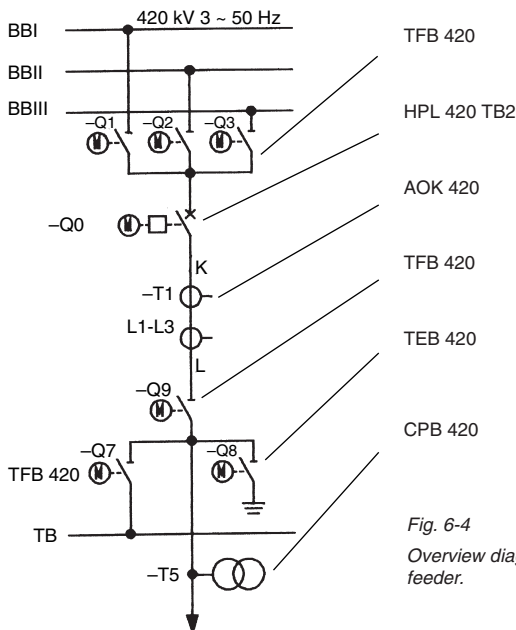 420 kV 3 ~ 50 Hz
BBI
BBII
BBIII
TFB 420
HPL 420 TB2
AOK 420
TFB 420
TEB 420
CPB 420
–Q1
–Q2
–Q3
–Q0
K
–T1
L1-L3
L
–Q9
–Q7
–Q8
TFB 420
TB
–T5
M
M
M
M
M
M
M
Fig. 6-4
Overview dia
feeder.